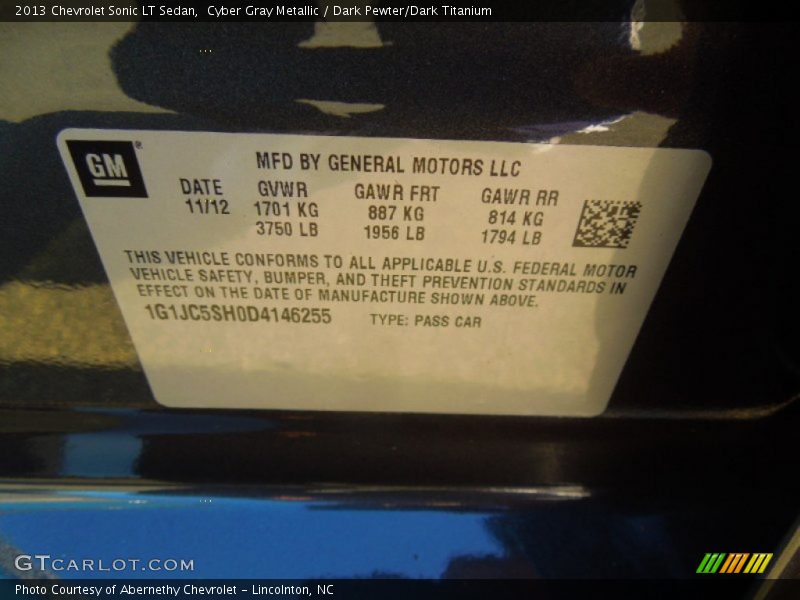 2013 Chevrolet Sonic LT Sedan,  Cyber Gray Metallic / Dark Pewter/Dark Titanium
GM®
MFD BY GENERAL MOTORS LLC
DATE GVWR GAWR FRT GAWR RR
11/12 1701 KG 887 KG 814 KG
3750 LB 1956 LB 1794 LB
THIS VEHICLE CONFORMS TO ALL APPLICABLE U.S. FEDERAL MOTOR
VEHICLE SAFETY, BUMPER, AND THEFT PREVENTION STANDARDS IN
EFFECT ON THE DATE OF MANUFACTURE SHOWN ABOVE.
1G1JC5SH0D4146255 TYPE: PASS CAR
GTCARLOT.COM
Photo Courtesy of Abernethy Chevrolet - Lincolnton, NC